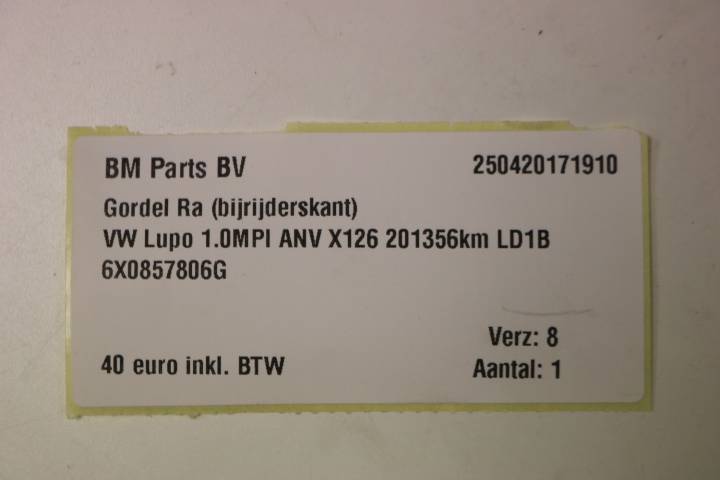 BM Parts BV 250420171910
Gordel Ra (bijrijderskant)
VW Lupo 1.0MPI ANV X126 201356km LD1B
6X0857806G
Verz: 8
40 euro inkl. BTW Aantal: 1